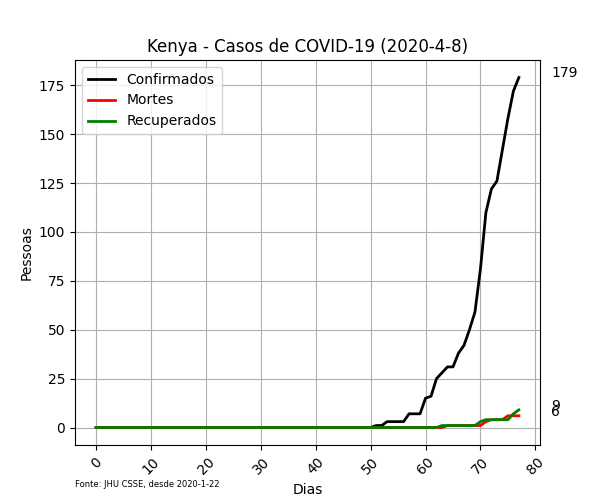 Kenya - Casos de COVID-19 (2020-4-8)
Confirmados
Mortes
Recuperados
179
9
6
Pessoas
175
150
125
100
75
50
25
0
0 10 20 30 40 50 60 70 80
Dias
Fonte: JHU CSSE, desde 2020-1-22